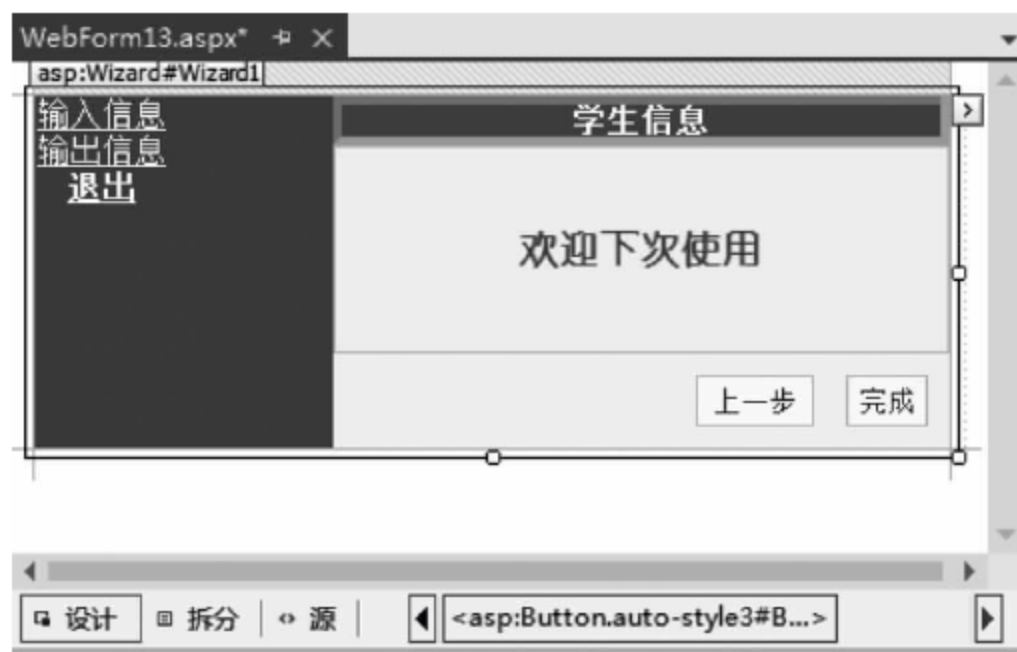 WebForm13.aspx*
asp:Wizard#Wizard1
输入信息
输出信息
退出
学生信息
欢迎下次使用
上一步 完成
设计 拆分 源 <asp:Button.auto-style3#B...>